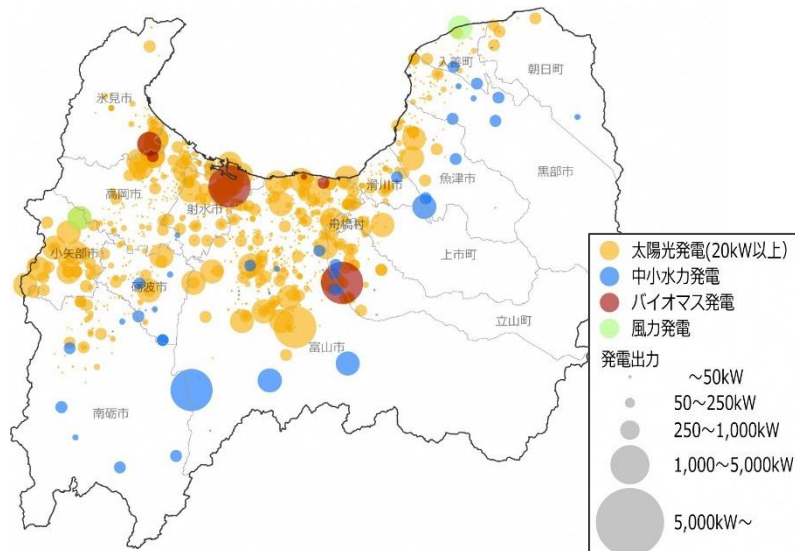 入善町
朝日町
氷見市
黒部市
高岡市
滑川市
魚津市
射水市
舟橋村
小矢部市
上市町
砺波市
立山町
富山市
南砺市
太陽光発電(20kW以上)
中小水力発電
バイオマス発電
風力発電
発電出力
～50kW
50～250kW
250～1,000kW
1,000～5,000kW
5,000kW～